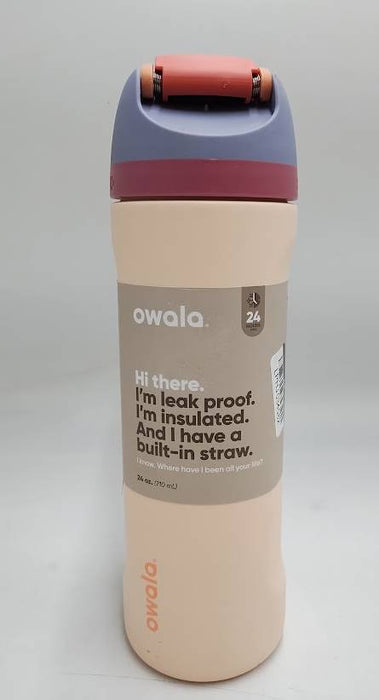 owala
24
HOURS
Hi there.
I'm leak proof.
I'm insulated.
And I have a
built-in straw.
I know. Where have I been all your life?
24 oz. (710 mL)
owala